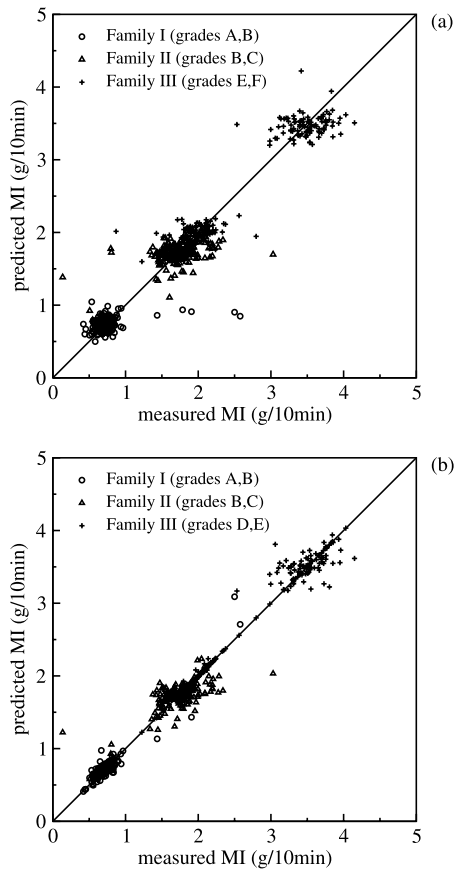 (a)
Family I (grades A,B)
Family II (grades B,C)
Family III (grades E,F)
5
4
3
2
1
0
predicted MI (g/10min)
0 1 2 3 4 5
measured MI (g/10min)
(b)
Family I (grades A,B)
Family II (grades B,C)
Family III (grades D,E)
5
4
3
2
1
0
predicted MI (g/10min)
0 1 2 3 4 5
measured MI (g/10min)